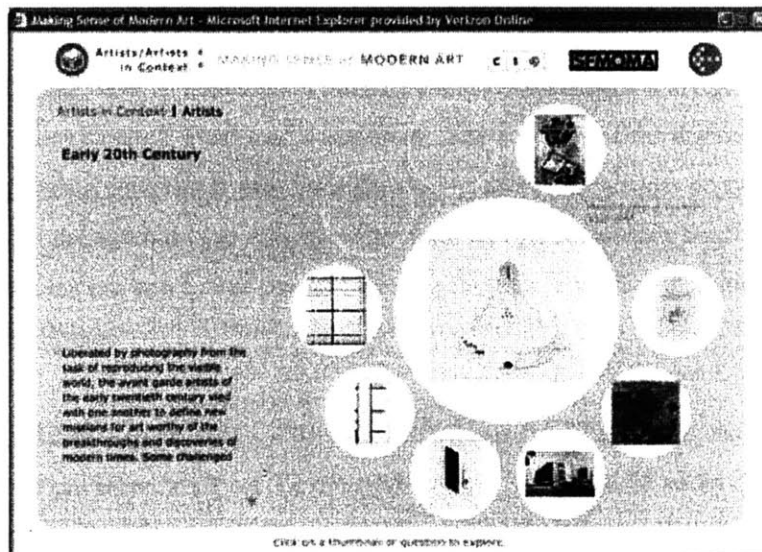 Making Sense of Modern Art - Microsoft Internet Explorer provided by Verizon Online
Artists/Artists
in Context
MAKING SENSE OF MODERN ART
SFMOMA
Artists in Context | Artists
Early 20th Century
Liberated by photography from the
task of reproducing the visible
world, the avant garde artists of
the early twentieth century vied
with one another to define new
missions for art worthy of the
breakthroughs and discoveries of
modern times. Some challenged
Click on a thumbnail or question to explore.